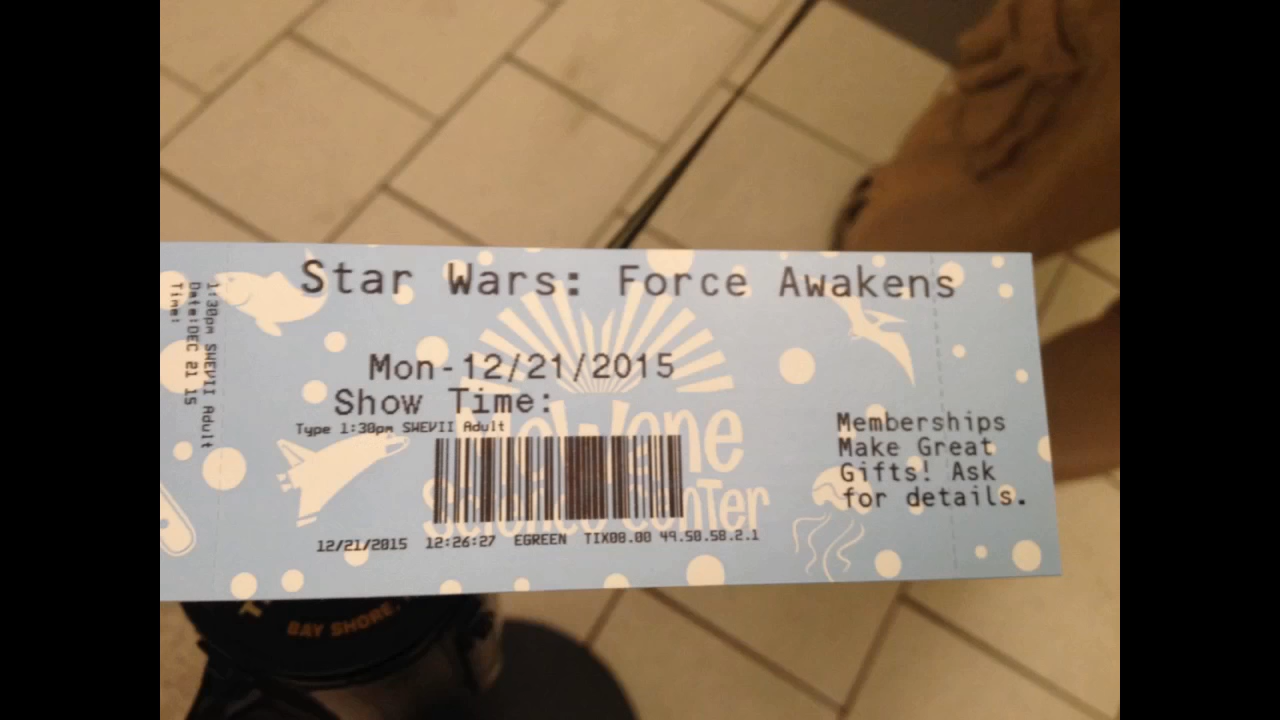 Star Wars: Force Awakens
Mon-12/21/2015
Show Time:
Type 1:30pm SWEVII Adult
McWane
Science Center
12/21/2015 12:26:27 EGREEN TIX08.00 49.50.58.2.1
Memberships
Make Great
Gifts! Ask
for details.
1:30pm SWEVII Adult
Date:DEC 21 15
Time:
BAY SHORE,